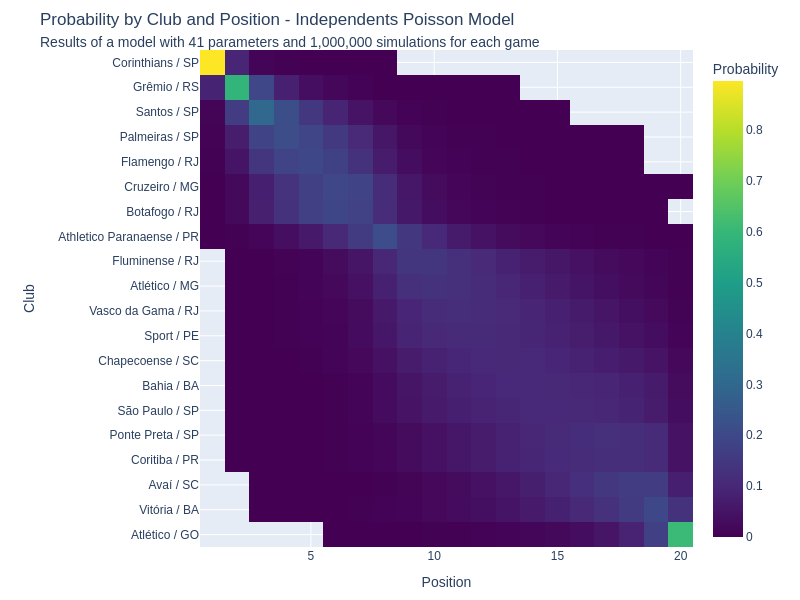 Probability by Club and Position - Independents Poisson Model
Results of a model with 41 parameters and 1,000,000 simulations for each game
Probability
Club
Corinthians / SP
Grêmio / RS
Santos / SP
Palmeiras / SP
Flamengo / RJ
Cruzeiro / MG
Botafogo / RJ
Athletico Paranaense / PR
Fluminense / RJ
Atlético / MG
Vasco da Gama / RJ
Sport / PE
Chapecoense / SC
Bahia / BA
São Paulo / SP
Ponte Preta / SP
Coritiba / PR
Avaí / SC
Vitória / BA
Atlético / GO
5 10 15 20
Position
0.8
0.7
0.6
0.5
0.4
0.3
0.2
0.1
0